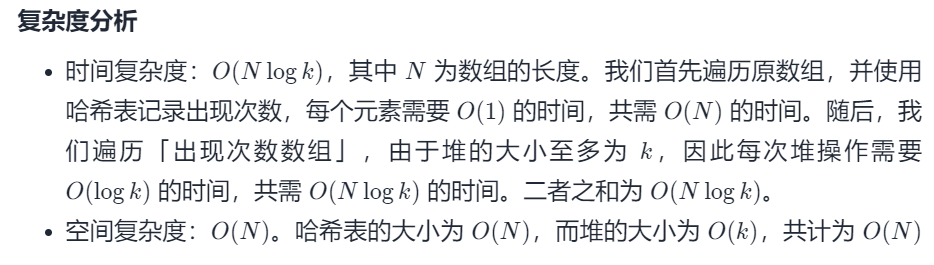 复杂度分析
• 时间复杂度：O(N log k)，其中 N 为数组的长度。我们首先遍历原数组，并使用
哈希表记录出现次数，每个元素需要 O(1) 的时间，共需 O(N) 的时间。随后，我
们遍历「出现次数数组」，由于堆的大小至多为 k，因此每次堆操作需要
O(log k) 的时间，共需 O(N log k) 的时间。二者之和为 O(N log k)。
• 空间复杂度：O(N)。哈希表的大小为 O(N)，而堆的大小为 O(k)，共计为 O(N)